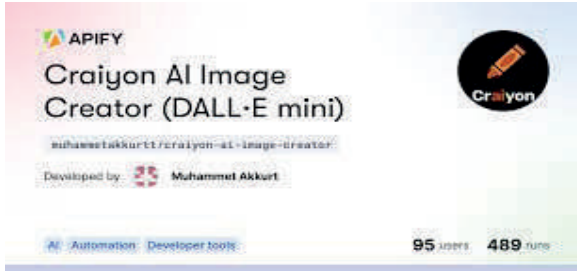 APIFY
Craiyon AI Image
Creator (DALL·E mini)
Craiyon
muhammetakkurtt/craiyon-ai-image-creator
Developed by Muhammet Akkurt
AI Automation Developer tools
95 users 489 runs